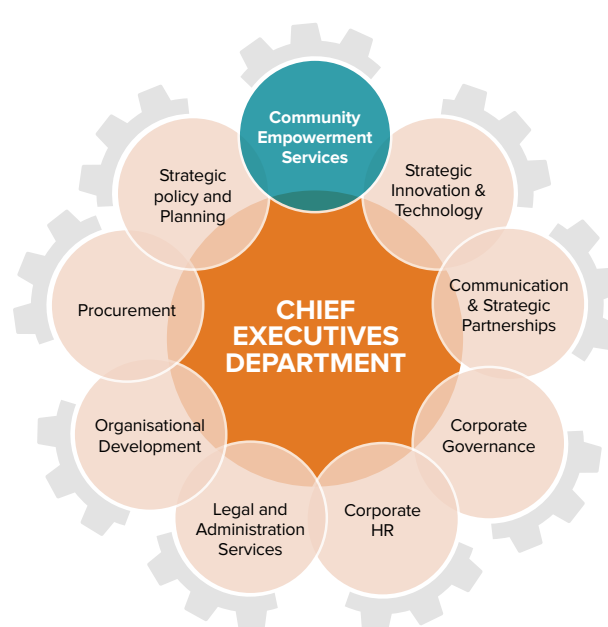 Community
Empowerment
Services
Strategic
Innovation &
Technology
Communication
& Strategic
Partnerships
Corporate
Governance
Corporate
HR
Legal and
Administration
Services
Organisational
Development
Procurement
Strategic
policy and
Planning
CHIEF
EXECUTIVES
DEPARTMENT